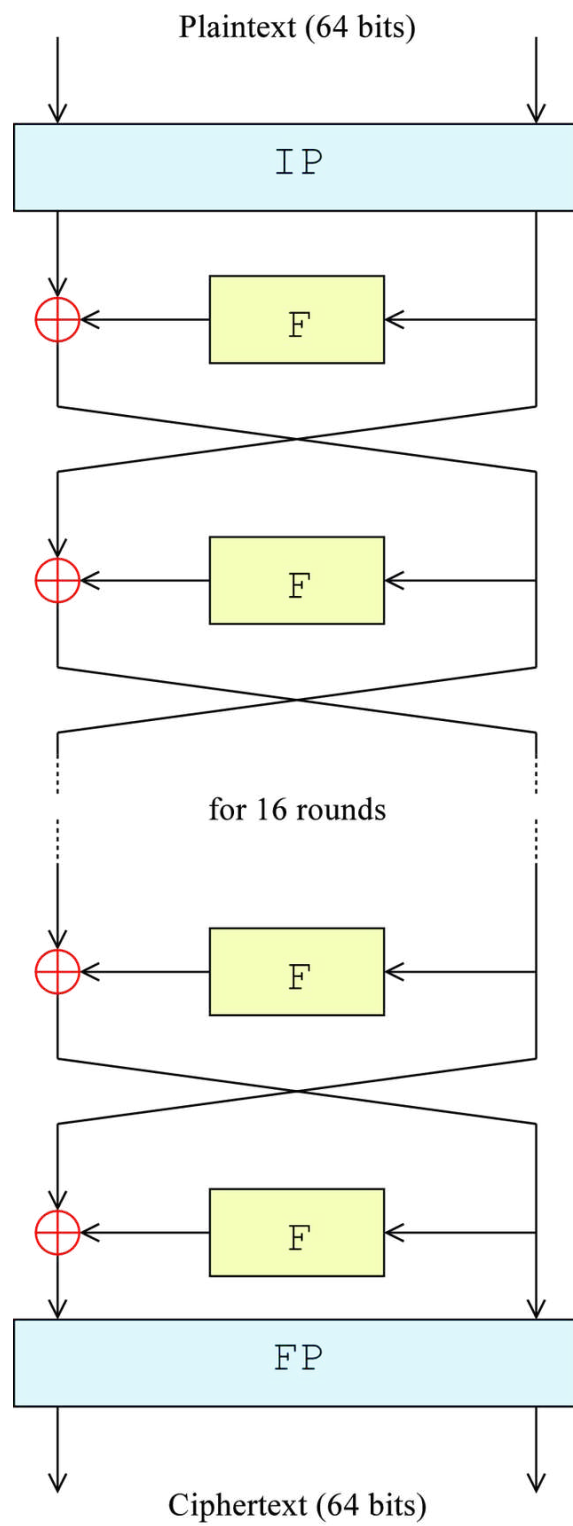 Plaintext (64 bits)
IP
F
F
for 16 rounds
F
F
FP
Ciphertext (64 bits)